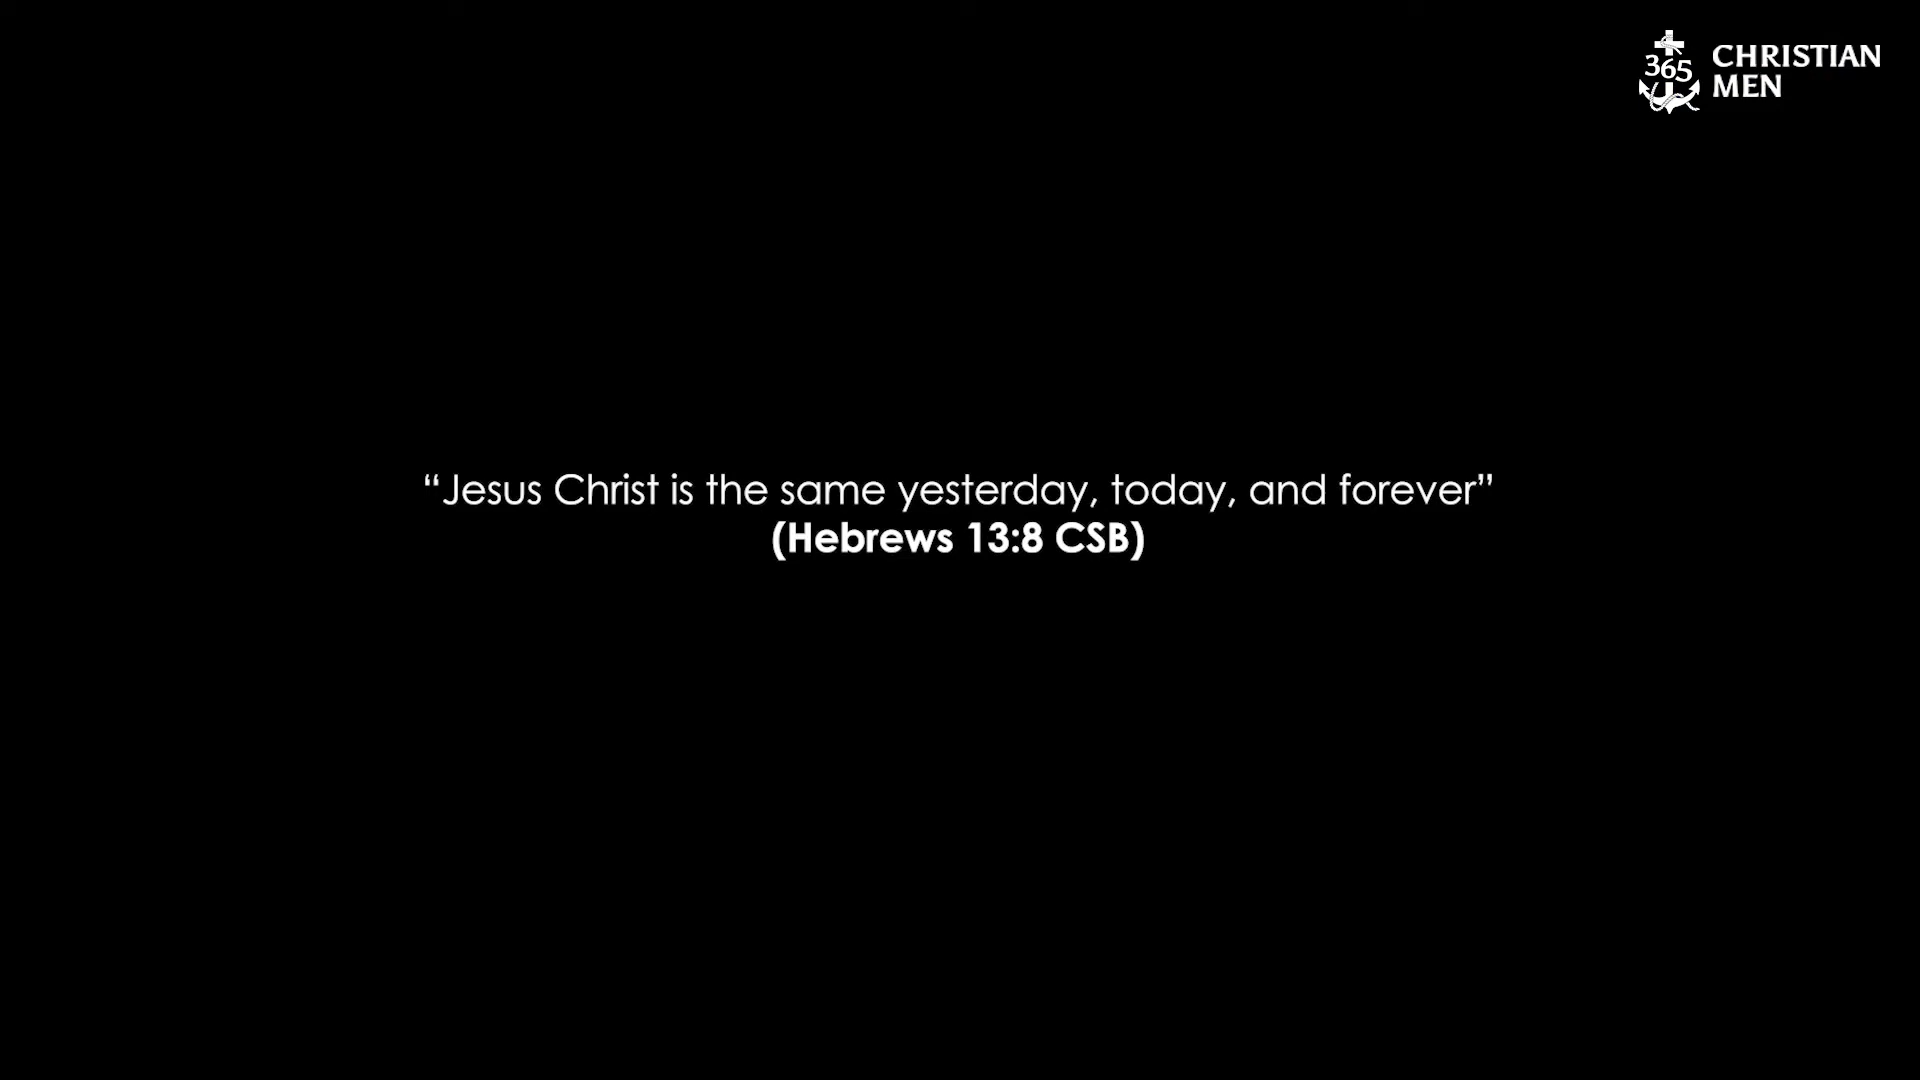 365 CHRISTIAN
MEN
“Jesus Christ is the same yesterday, today, and forever”
(Hebrews 13:8 CSB)